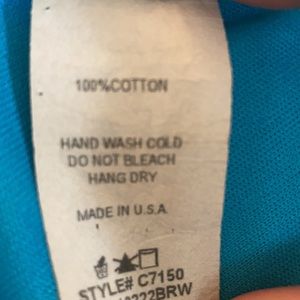 100%COTTON
HAND WASH COLD
DO NOT BLEACH
HANG DRY
MADE IN U.S.A.
STYLE# C7150